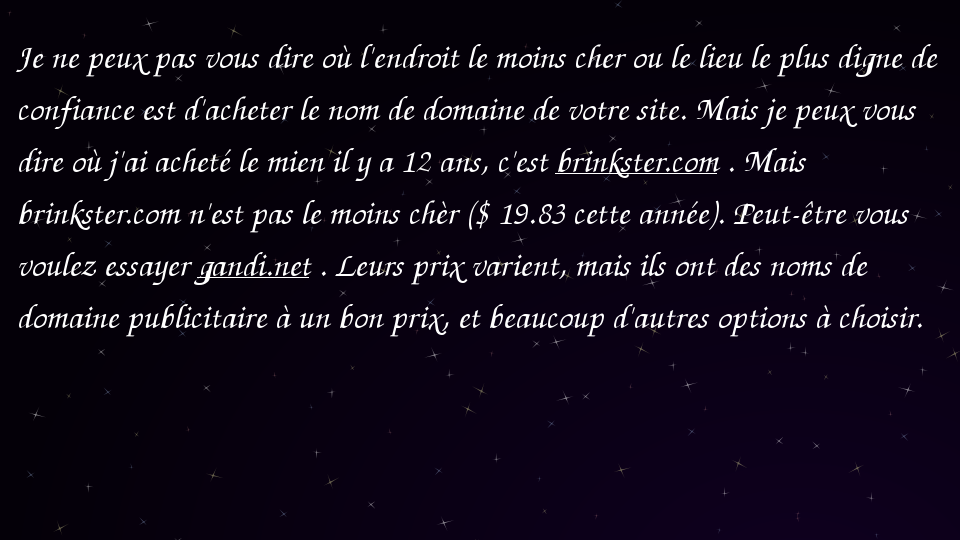 Je ne peux pas vous dire où l'endroit le moins cher ou le lieu le plus digne de
confiance est d'acheter le nom de domaine de votre site. Mais je peux vous
dire où j'ai acheté le mien il y a 12 ans, c'est brinkster.com . Mais
brinkster.com n'est pas le moins chèr ($ 19.83 cette année). Peut-être vous
voulez essayer gandi.net . Leurs prix varient, mais ils ont des noms de
domaine publicitaire à un bon prix, et beaucoup d'autres options à choisir.